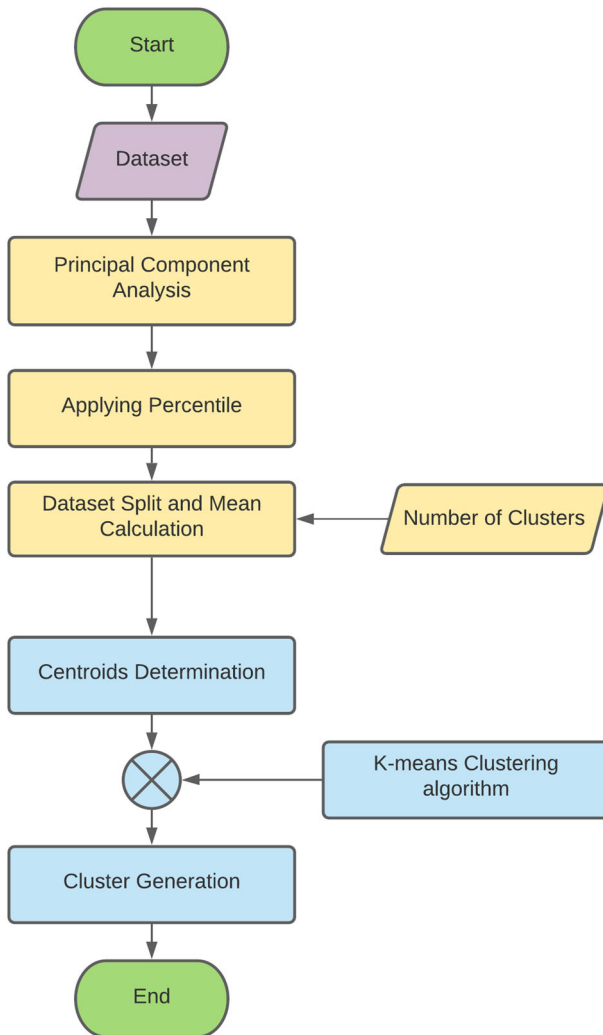 Start
Dataset
Principal Component
Analysis
Applying Percentile
Dataset Split and Mean
Calculation
Number of Clusters
Centroids Determination
K-means Clustering
algorithm
Cluster Generation
End